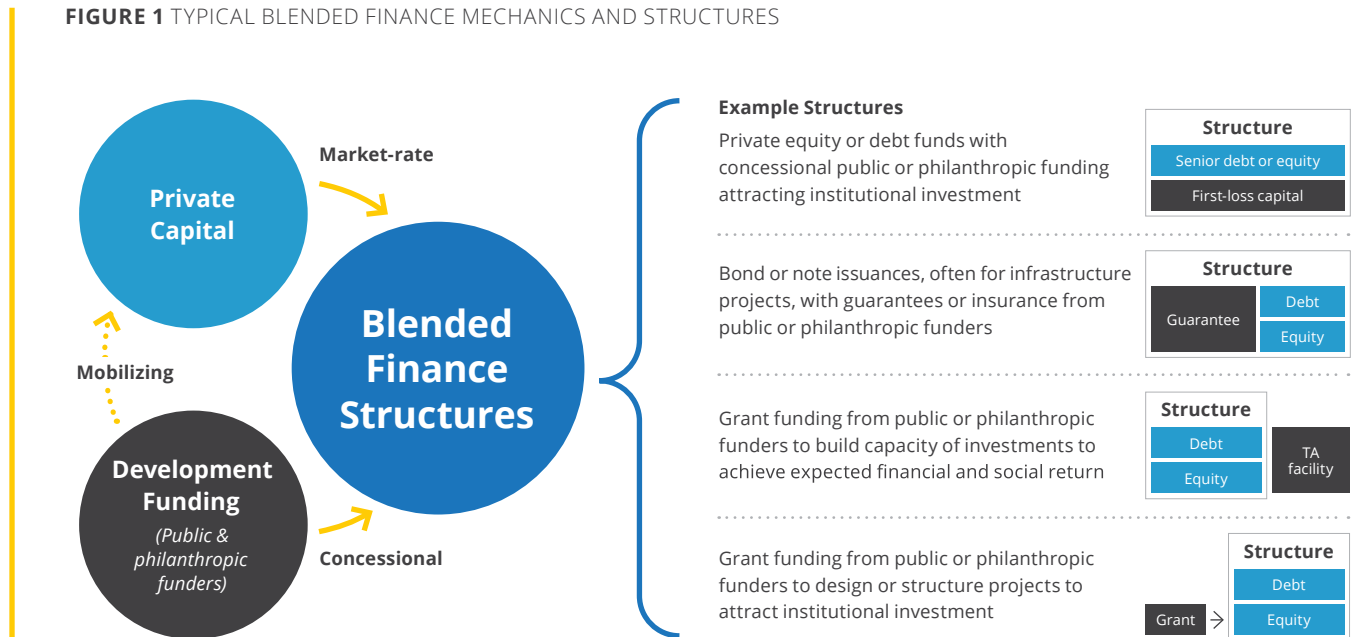 FIGURE 1 TYPICAL BLENDED FINANCE MECHANICS AND STRUCTURES
Private
Capital
Market-rate
Mobilizing
Development
Funding
(Public &
philanthropic
funders)
Concessional
Blended
Finance
Structures
Example Structures
Private equity or debt funds with
concessional public or philanthropic funding
attracting institutional investment
Structure
Senior debt or equity
First-loss capital
Bond or note issuances, often for infrastructure
projects, with guarantees or insurance from
public or philanthropic funders
Structure
Guarantee
Debt
Equity
Grant funding from public or philanthropic
funders to build capacity of investments to
achieve expected financial and social return
Structure
Debt
Equity
TA
facility
Grant funding from public or philanthropic
funders to design or structure projects to
attract institutional investment
Grant
Structure
Debt
Equity